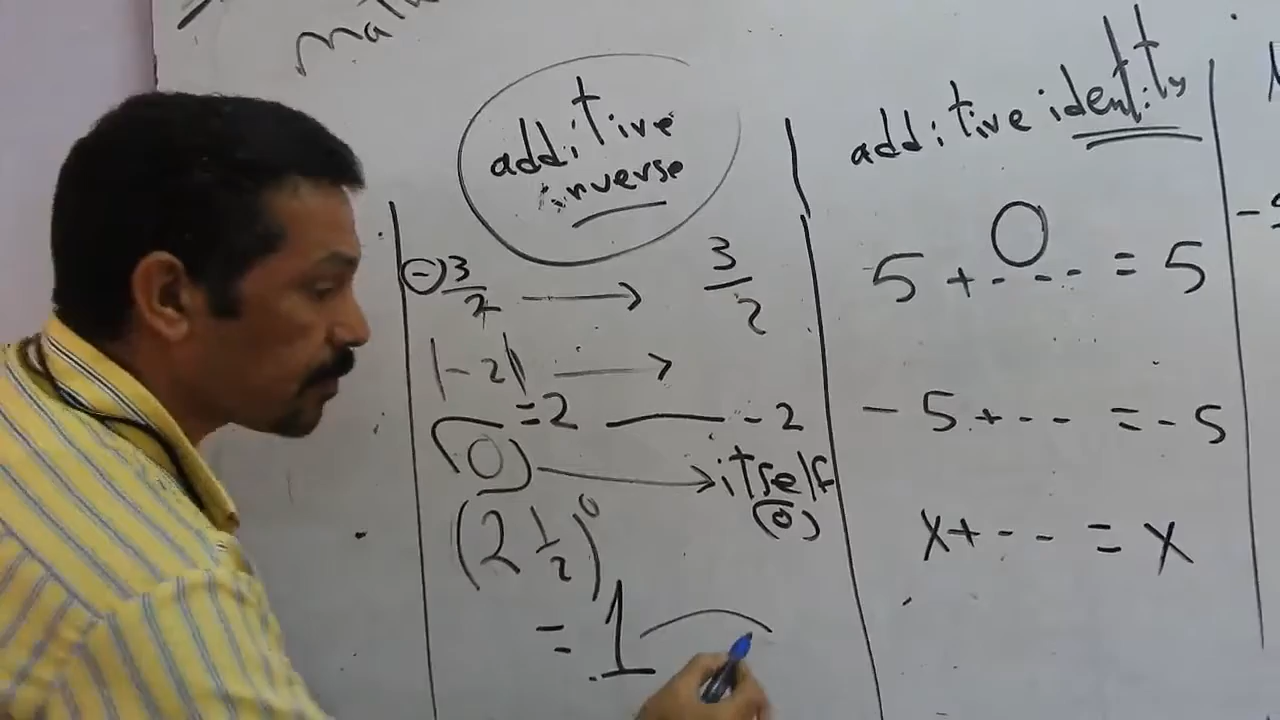 additive
inverse
⊖ 3/2 → 3/2
|-2| →
= 2 — -2
(0) → itself
(0)
(2 1/2)^0
= 1
additive identity
5 + 0 --- = 5
- 5 + --- = - 5
x + --- = x